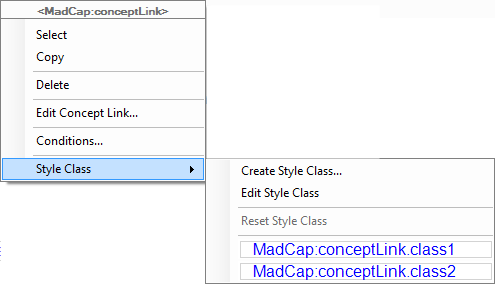 <MadCap:conceptLink>
Select
Copy
Delete
Edit Concept Link...
Conditions...
Style Class
Create Style Class...
Edit Style Class
Reset Style Class
MadCap:conceptLink.class1
MadCap:conceptLink.class2